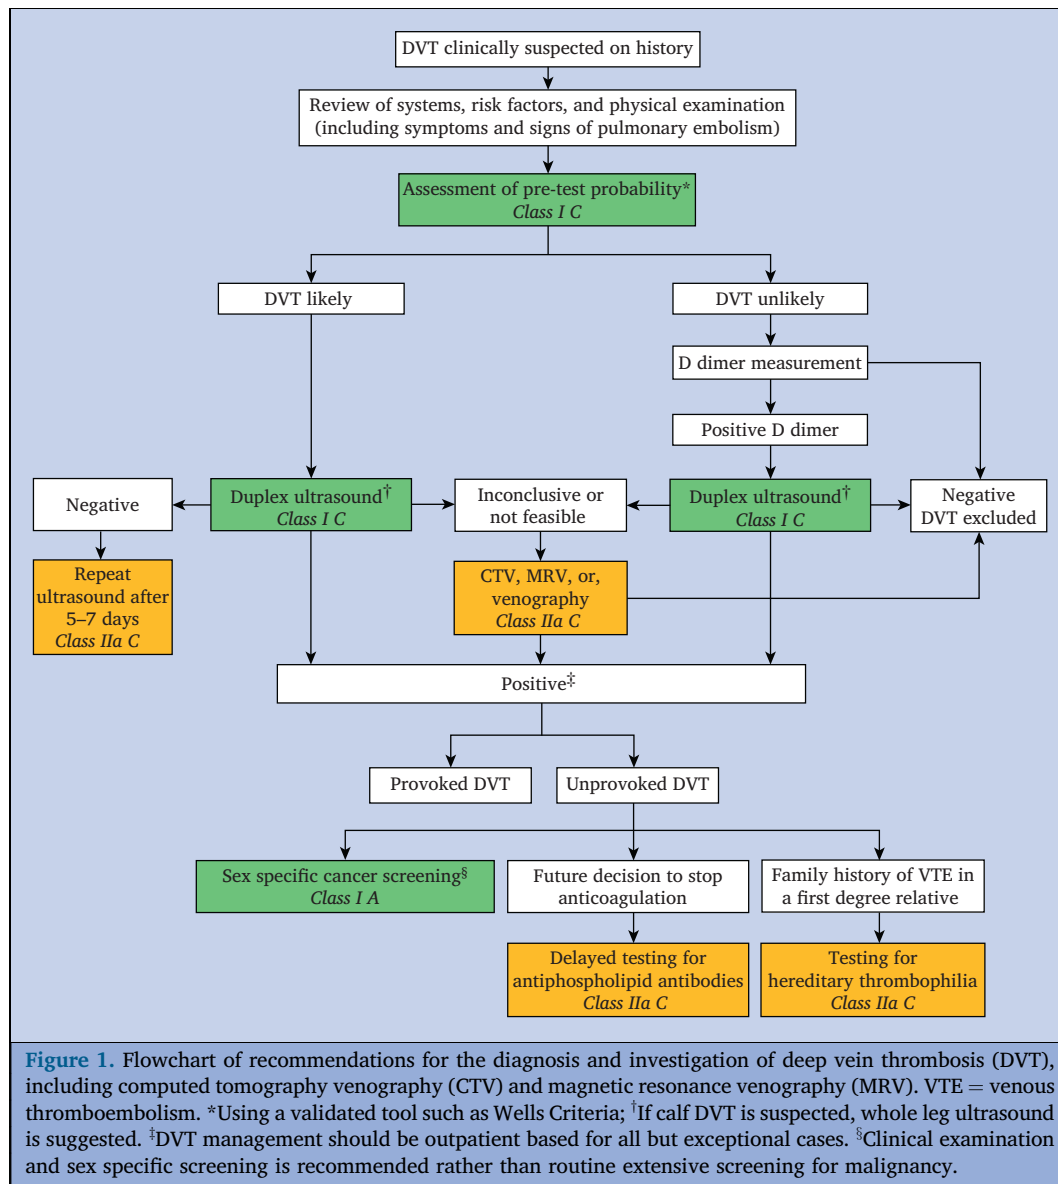 DVT clinically suspected on history
Review of systems, risk factors, and physical examination
(including symptoms and signs of pulmonary embolism)
Assessment of pre-test probability*
Class I C
DVT likely
DVT unlikely
D dimer measurement
Positive D dimer
Negative
Duplex ultrasound†
Class I C
Inconclusive or
not feasible
Duplex ultrasound†
Class I C
Negative
DVT excluded
Repeat
ultrasound after
5–7 days
Class IIa C
CTV, MRV, or,
venography
Class IIa C
Positive‡
Provoked DVT
Unprovoked DVT
Sex specific cancer screening§
Class I A
Future decision to stop
anticoagulation
Family history of VTE in
a first degree relative
Delayed testing for
antiphospholipid antibodies
Class IIa C
Testing for
hereditary thrombophilia
Class IIa C
Figure 1. Flowchart of recommendations for the diagnosis and investigation of deep vein thrombosis (DVT),
including computed tomography venography (CTV) and magnetic resonance venography (MRV). VTE = venous
thromboembolism. *Using a validated tool such as Wells Criteria; †If calf DVT is suspected, whole leg ultrasound
is suggested. ‡DVT management should be outpatient based for all but exceptional cases. §Clinical examination
and sex specific screening is recommended rather than routine extensive screening for malignancy.